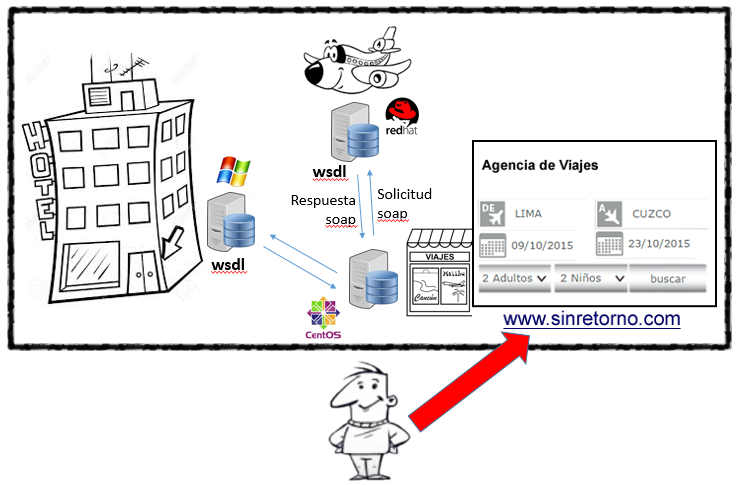 HOTEL
redhat
wsdl
Respuesta
soap
Solicitud
soap
wsdl
CentOS
VIAJES
Malibu
Cancún
Agencia de Viajes
DE
LIMA
A
CUZCO
09/10/2015
23/10/2015
2 Adultos
2 Niños
buscar
www.sinretorno.com